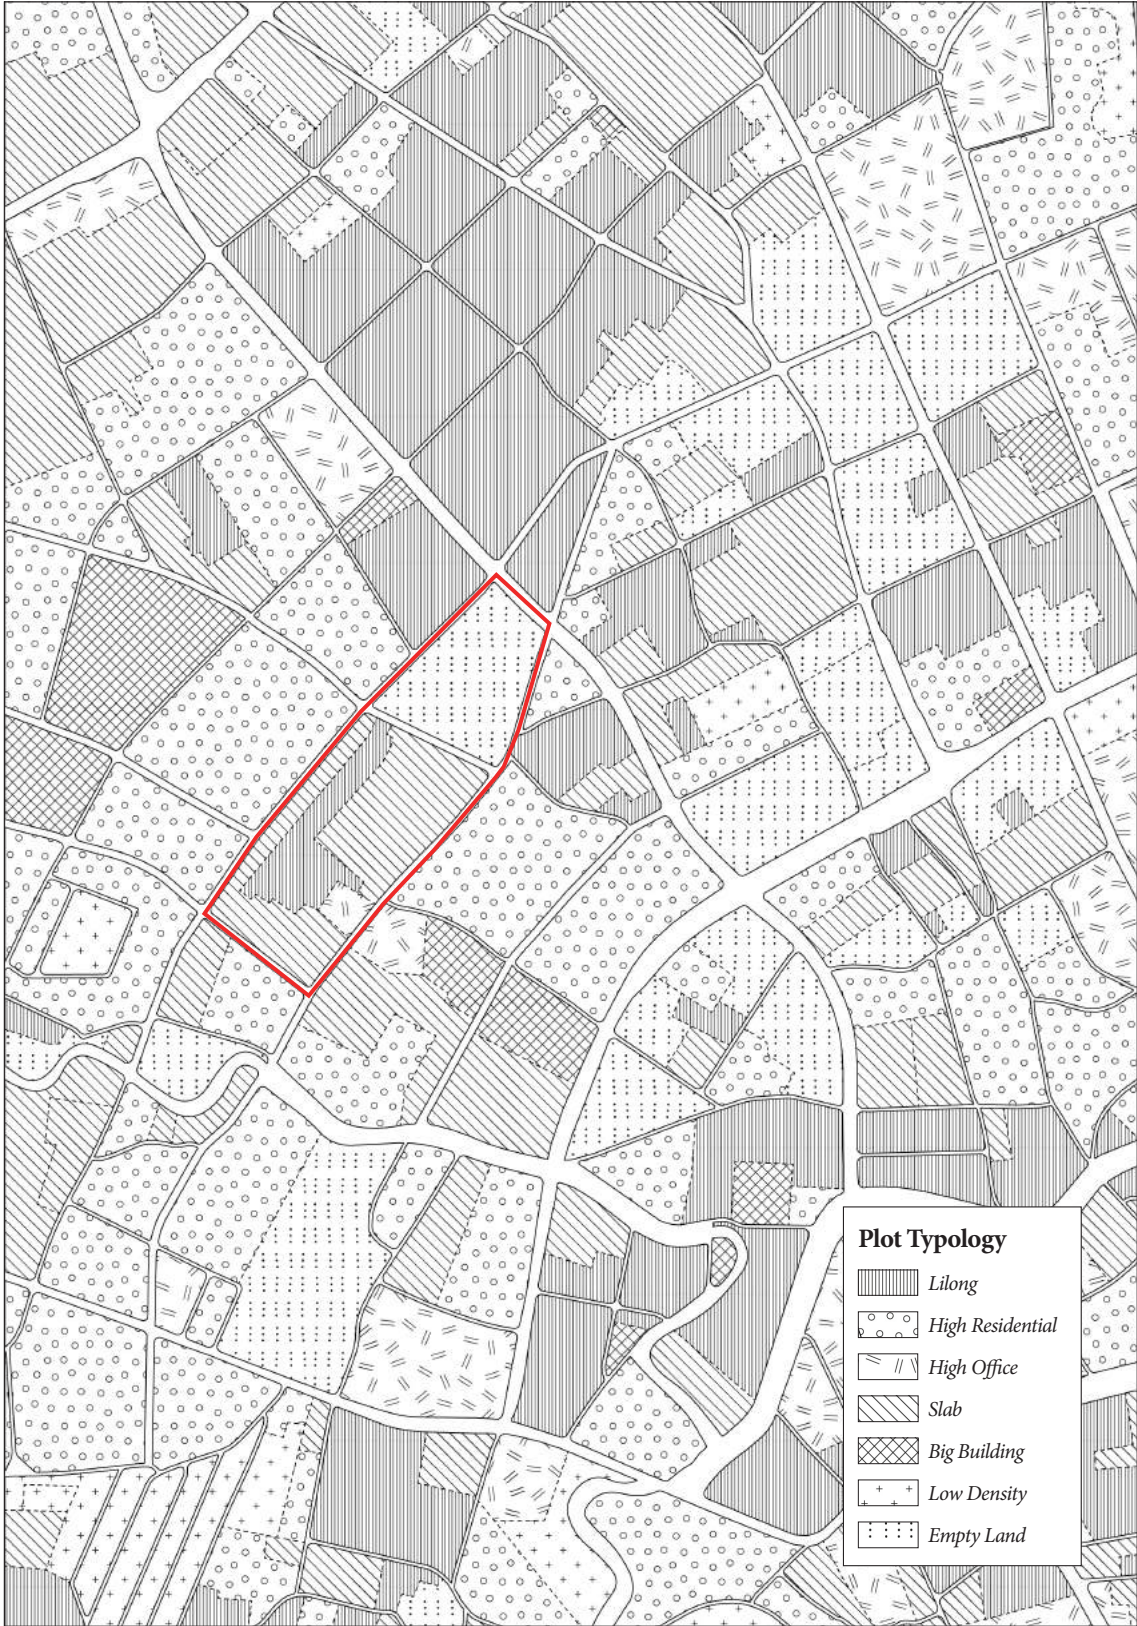 Plot Typology
Lilong
High Residential
High Office
Slab
Big Building
Low Density
Empty Land